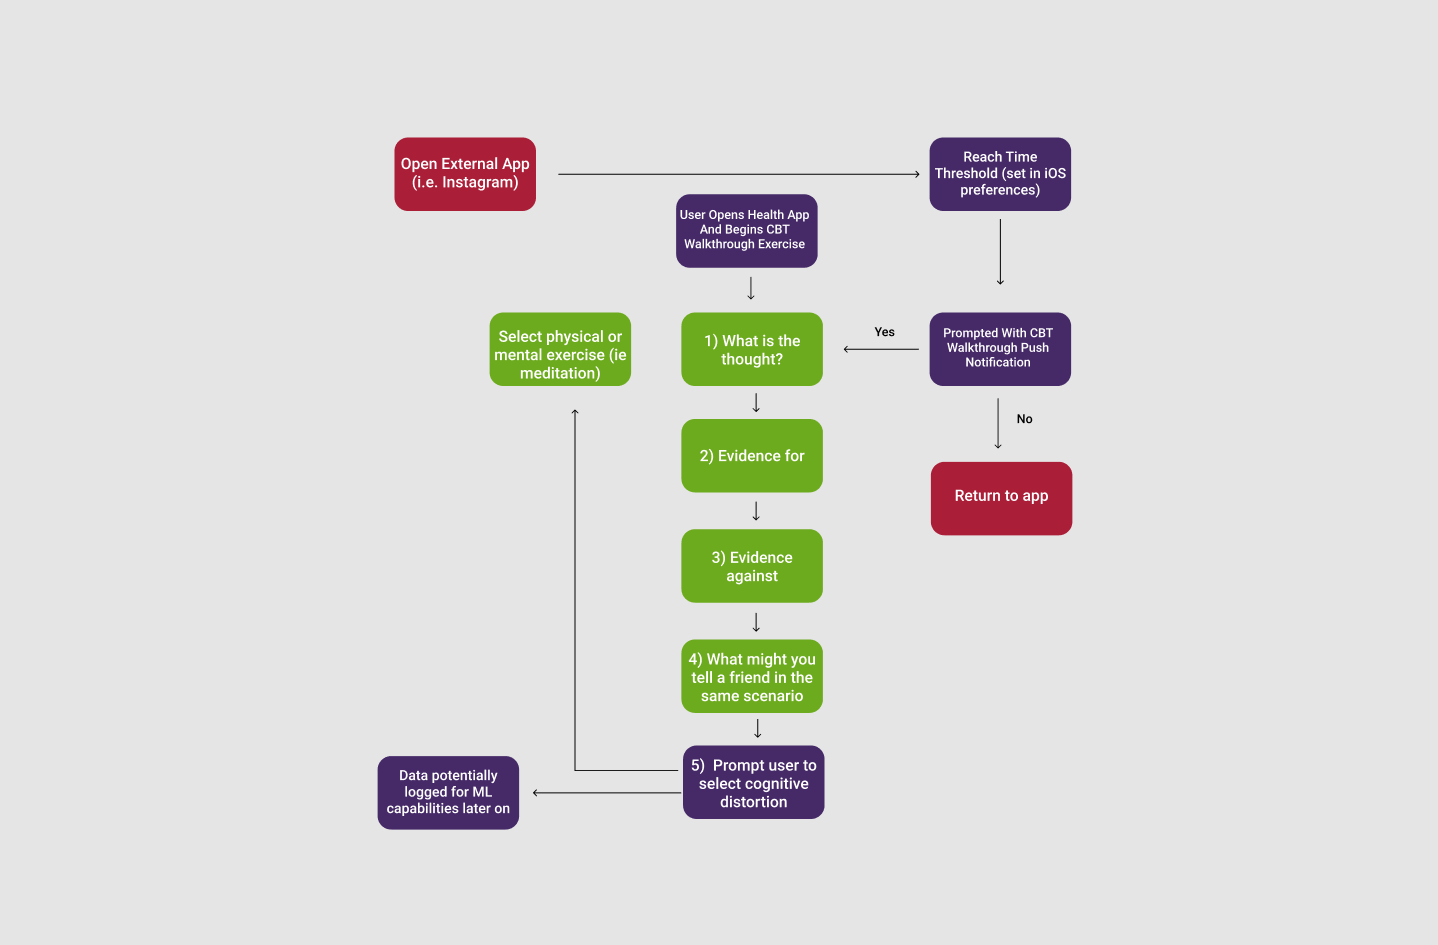 Open External App
(i.e. Instagram)
Reach Time
Threshold (set in iOS
preferences)
User Opens Health App
And Begins CBT
Walkthrough Exercise
Select physical or
mental exercise (ie
meditation)
1) What is the
thought?
Yes
Prompted With CBT
Walkthrough Push
Notification
No
2) Evidence for
Return to app
3) Evidence
against
4) What might you
tell a friend in the
same scenario
5)  Prompt user to
select cognitive
distortion
Data potentially
logged for ML
capabilities later on